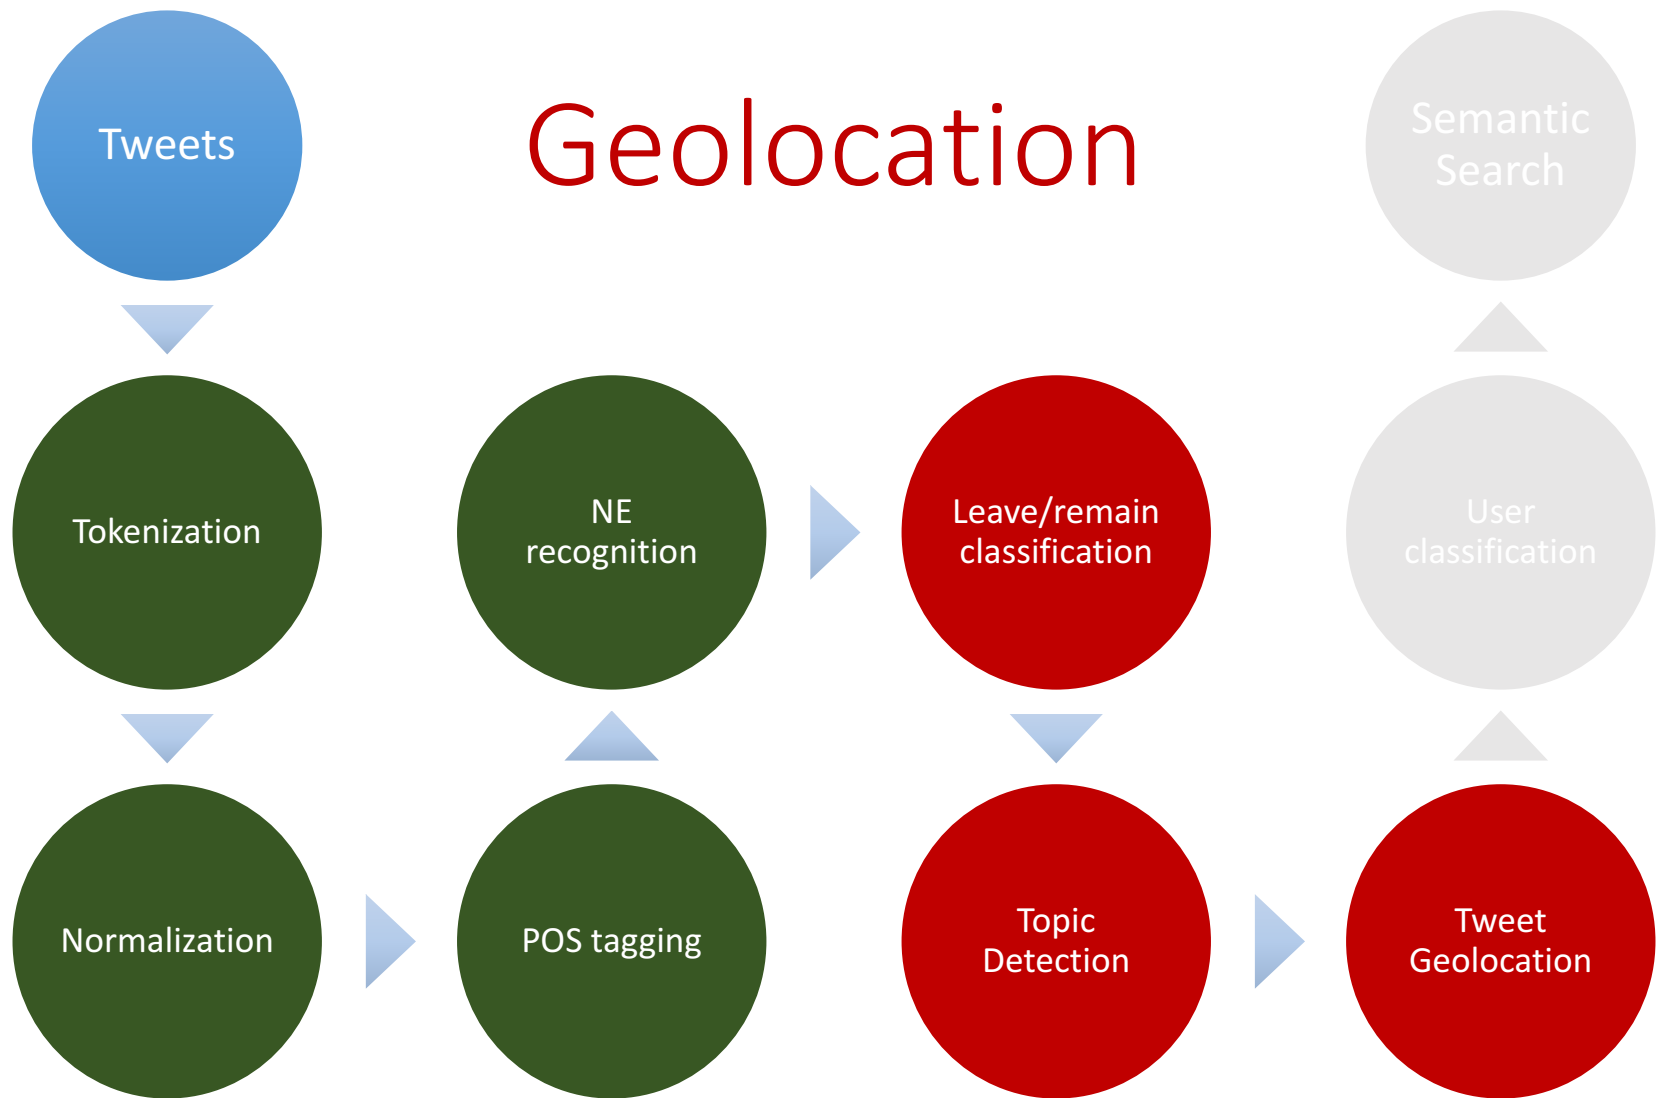 Geolocation
Tweets
Tokenization
Normalization
POS tagging
NE
recognition
Leave/remain
classification
Topic
Detection
Tweet
Geolocation
User
classification
Semantic
Search